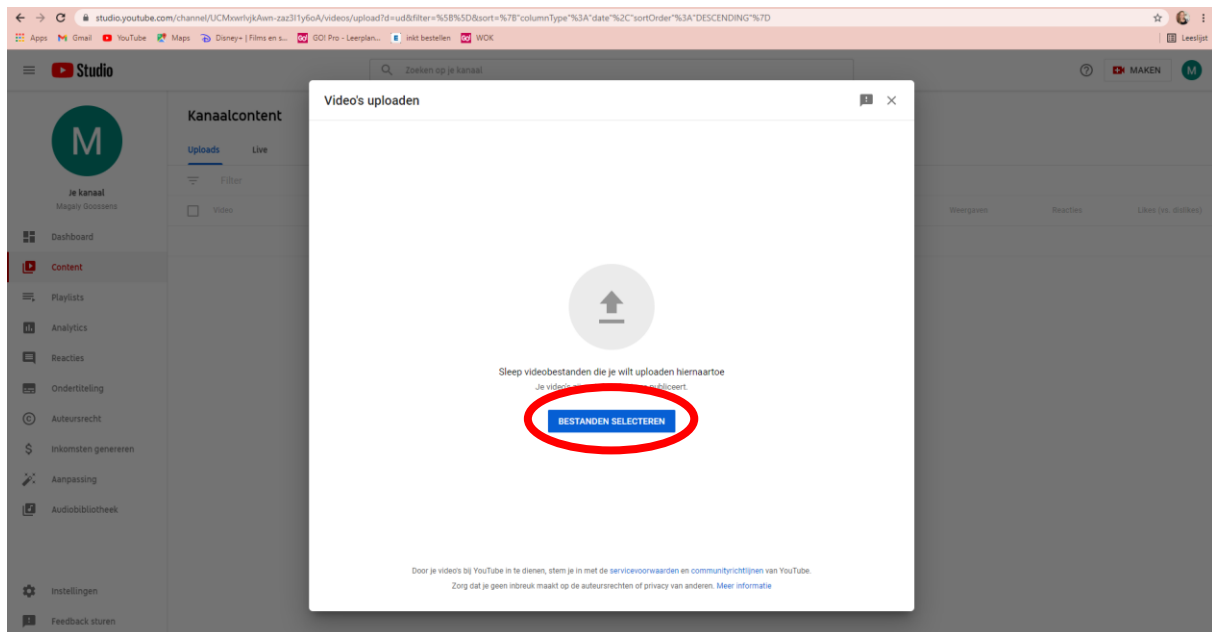 studio.youtube.com/channel/UCMxwrlvjkAwn-zaz3I1y6oA/videos/upload?d=ud&filter=%5B%5D&sort=%7B"columnType"%3A"date"%2C"sortOrder"%3A"DESCENDING"%7D
Apps Gmail YouTube Maps Disney+ | Films en s... GO! Pro - Leerplan... inkt bestellen WOK Leeslijst
Studio
Zoeken op je kanaal
MAKEN
M
M
Je kanaal
Magaly Goossens
Dashboard
Content
Playlists
Analytics
Reacties
Ondertiteling
Auteursrecht
Inkomsten genereren
Aanpassing
Audiobibliotheek
Instellingen
Feedback sturen
Kanaalcontent
Uploads Live
Filter
Video Weergaven Reacties Likes (vs. dislikes)
Video's uploaden
Sleep videobestanden die je wilt uploaden hiernaartoe
Je video's publiceert.
BESTANDEN SELECTEREN
Door je video's bij YouTube in te dienen, stem je in met de servicevoorwaarden en communityrichtlijnen van YouTube.
Zorg dat je geen inbreuk maakt op de auteursrechten of privacy van anderen. Meer informatie